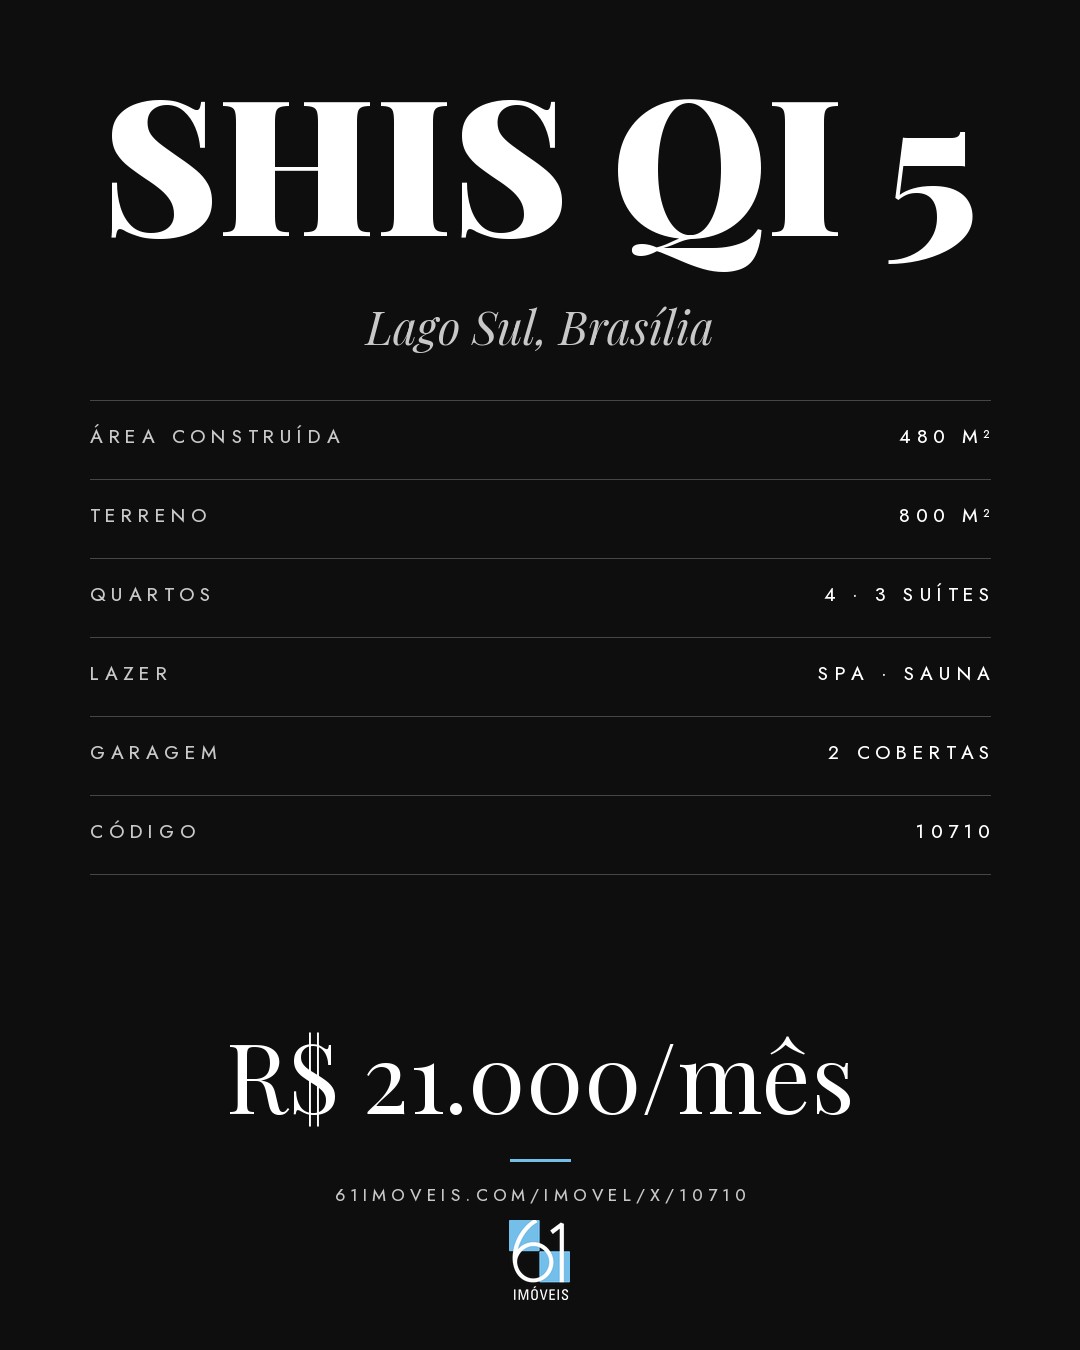 SHIS QI 5
Lago Sul, Brasília
ÁREA CONSTRUÍDA 480 M²
TERRENO 800 M²
QUARTOS 4 · 3 SUÍTES
LAZER SPA · SAUNA
GARAGEM 2 COBERTAS
CÓDIGO 10710
R$ 21.000/mês
61IMOVEIS.COM/IMOVEL/X/10710
61
IMÓVEIS